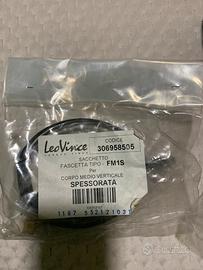 LeoVince
CODICE
306958505
SACCHETTO
FASCETTA TIPO - FM1S
Per
CORPO MEDIO VERTICALE
SPESSORATA